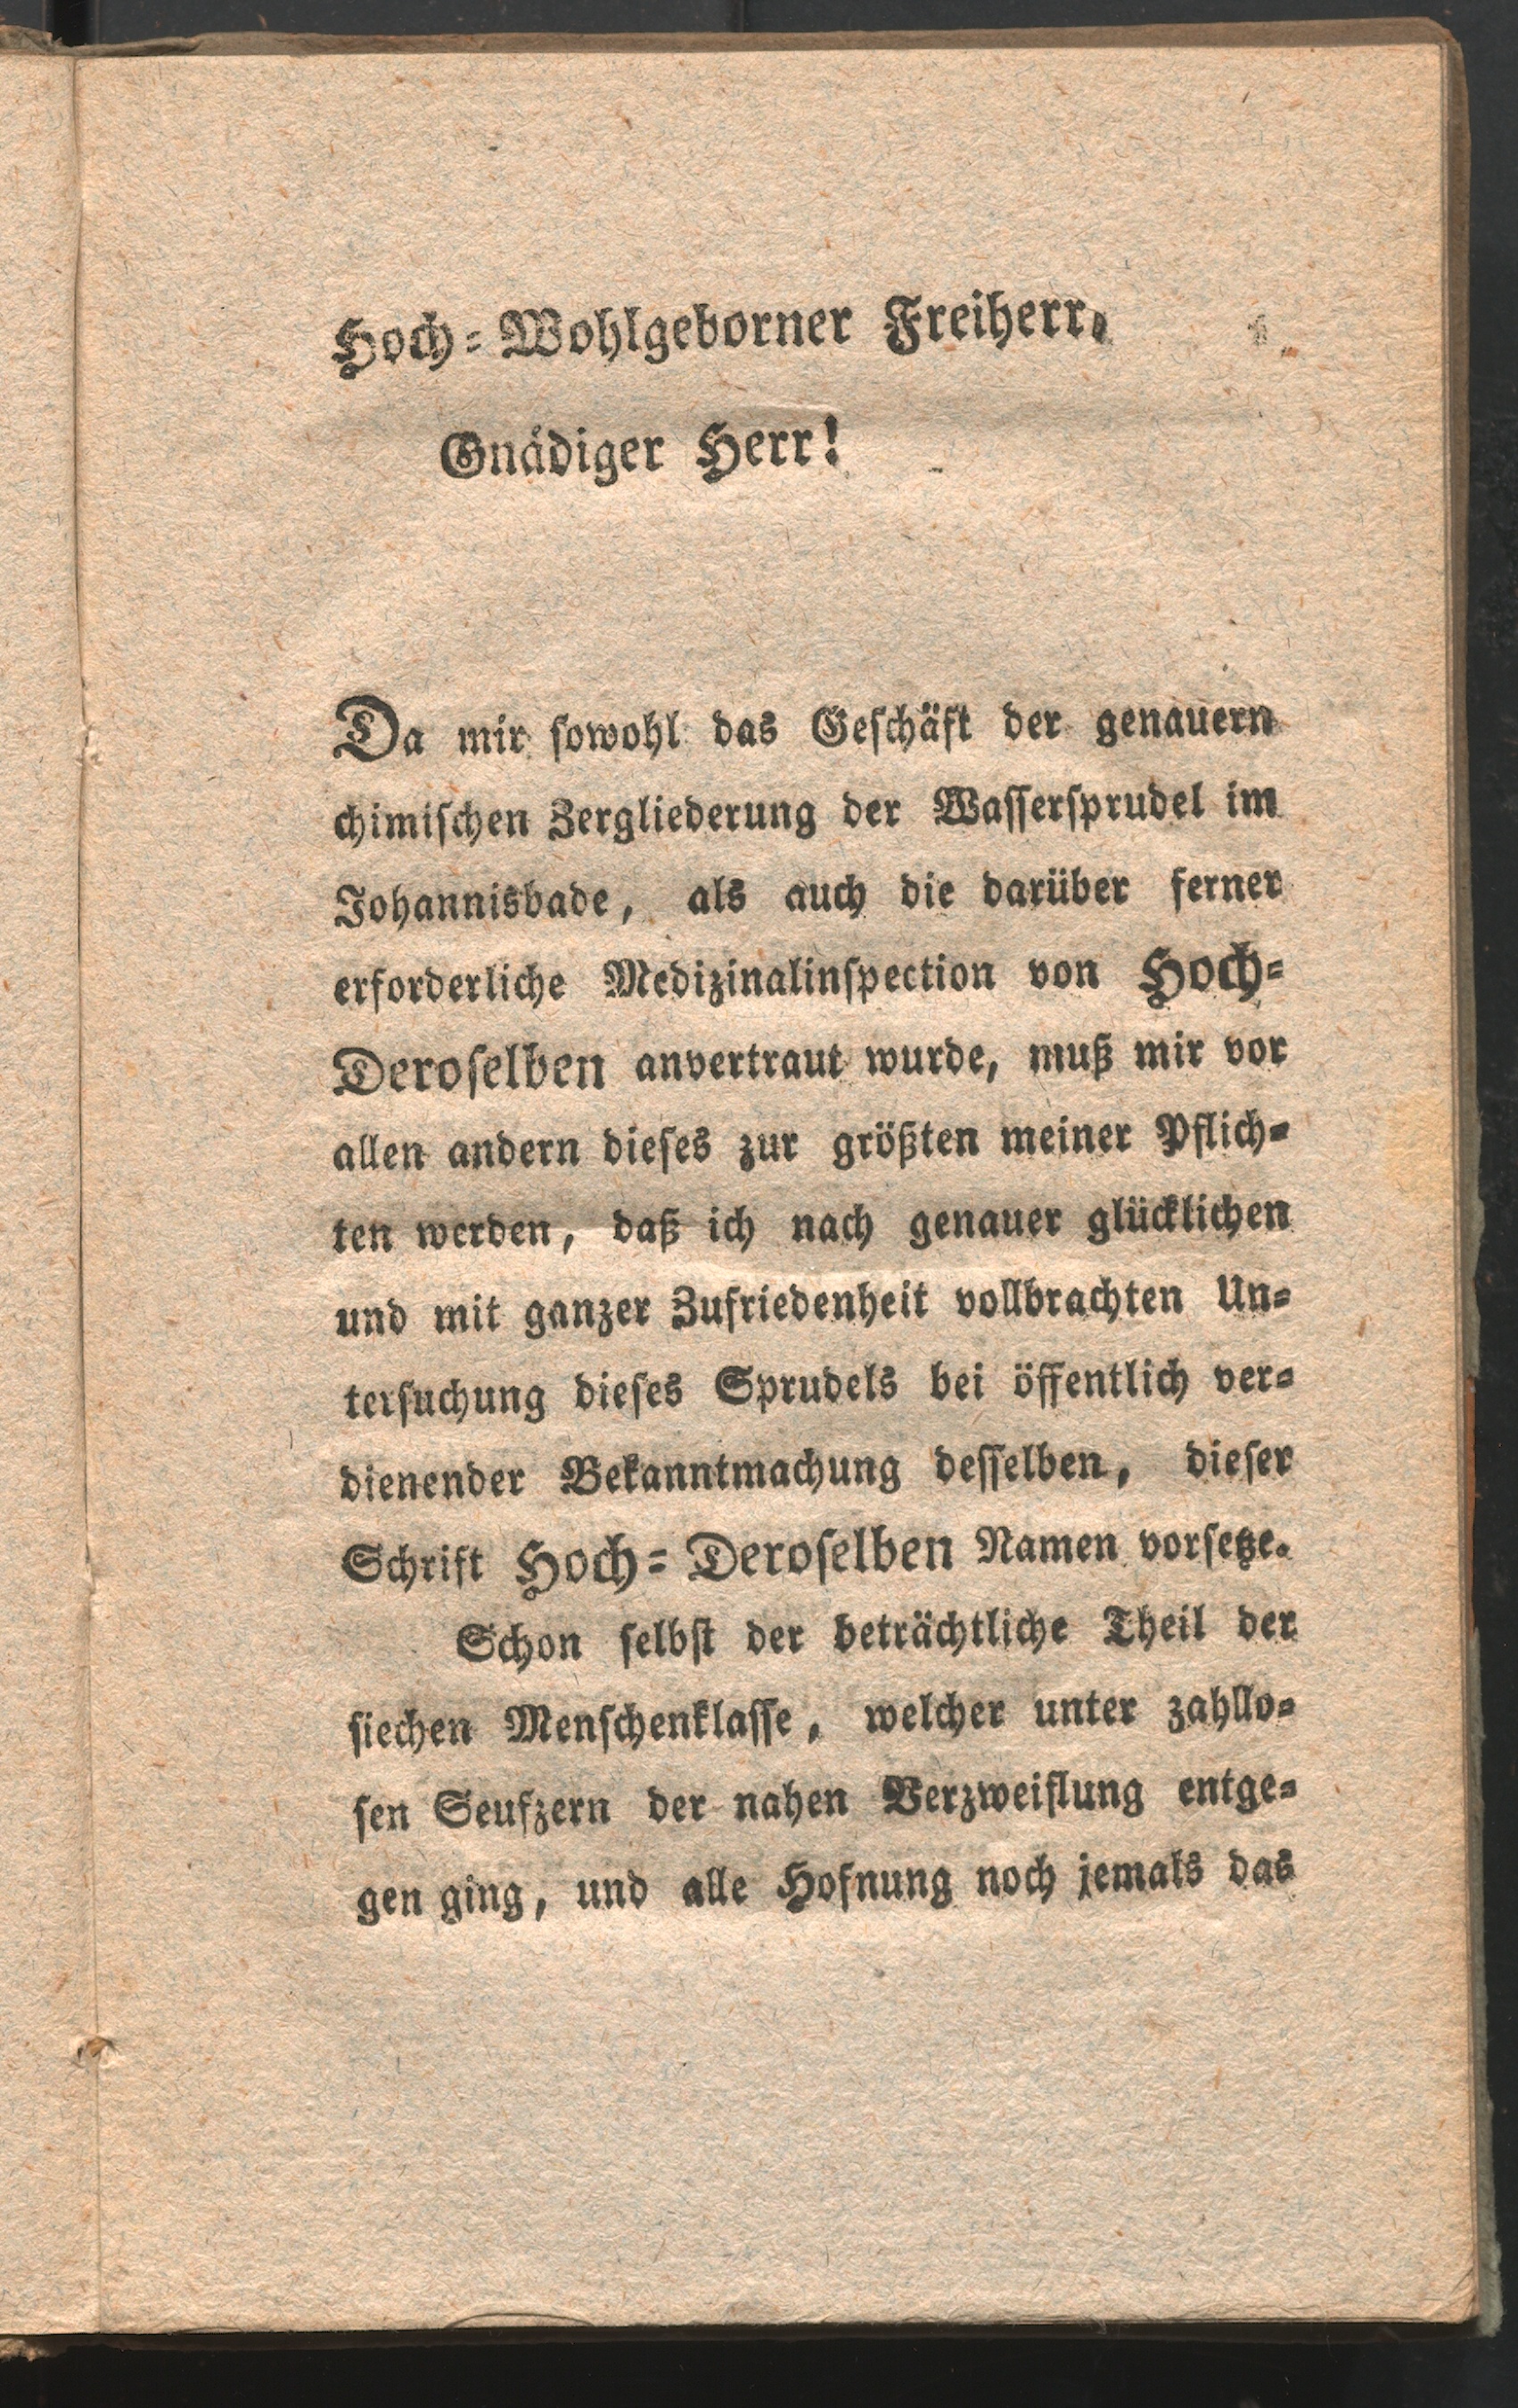 Hoch-Wohlgeborner Freiherr,
Gnädiger Herr!
Da mir sowohl das Geschäft der genauern
chimischen Zergliederung der Wassersprudel im
Johannisbade, als auch die darüber ferner
erforderliche Medizinalinspection von Hoch-
Deroselben anvertraut wurde, muß mir vor
allen andern dieses zur größten meiner Pflich-
ten werden, daß ich nach genauer glücklichen
und mit ganzer Zufriedenheit vollbrachten Un-
tersuchung dieses Sprudels bei öffentlich ver-
dienender Bekanntmachung desselben, dieser
Schrift Hoch-Deroselben Namen vorsetze.
Schon selbst der beträchtliche Theil der
siechen Menschenklasse, welcher unter zahllo-
sen Seufzern der nahen Verzweiflung entge-
gen ging, und alle Hofnung noch jemals das